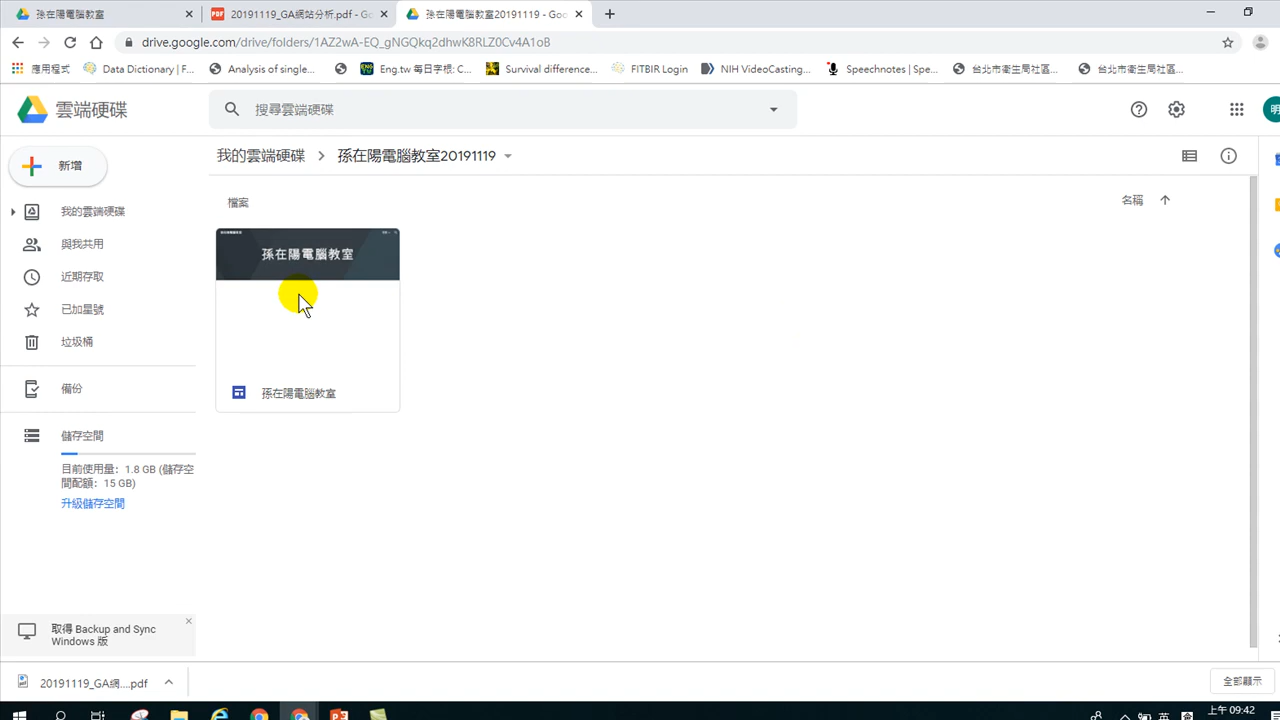 孫在陽電腦教室
20191119_GA網站分析.pdf - Go
孫在陽電腦教室20191119 - Goo
drive.google.com/drive/folders/1AZ2wA-EQ_gNGQkq2dhwK8RLZ0Cv4A1oB
應用程式
Data Dictionary | F...
Analysis of single...
Eng.tw 每日字根: C...
Survival difference...
FITBIR Login
NIH VideoCasting...
Speechnotes | Spe...
台北市衛生局社區...
台北市衛生局社區...
雲端硬碟
搜尋雲端硬碟
明
新增
我的雲端硬碟
孫在陽電腦教室20191119
我的雲端硬碟
檔案
名稱
與我共用
孫在陽電腦教室
近期存取
已加星號
垃圾桶
備份
孫在陽電腦教室
儲存空間
目前使用量: 1.8 GB (儲存空
間配額: 15 GB)
升級儲存空間
取得 Backup and Sync
Windows 版
20191119_GA網....pdf
全部顯示
英
上午 09:42